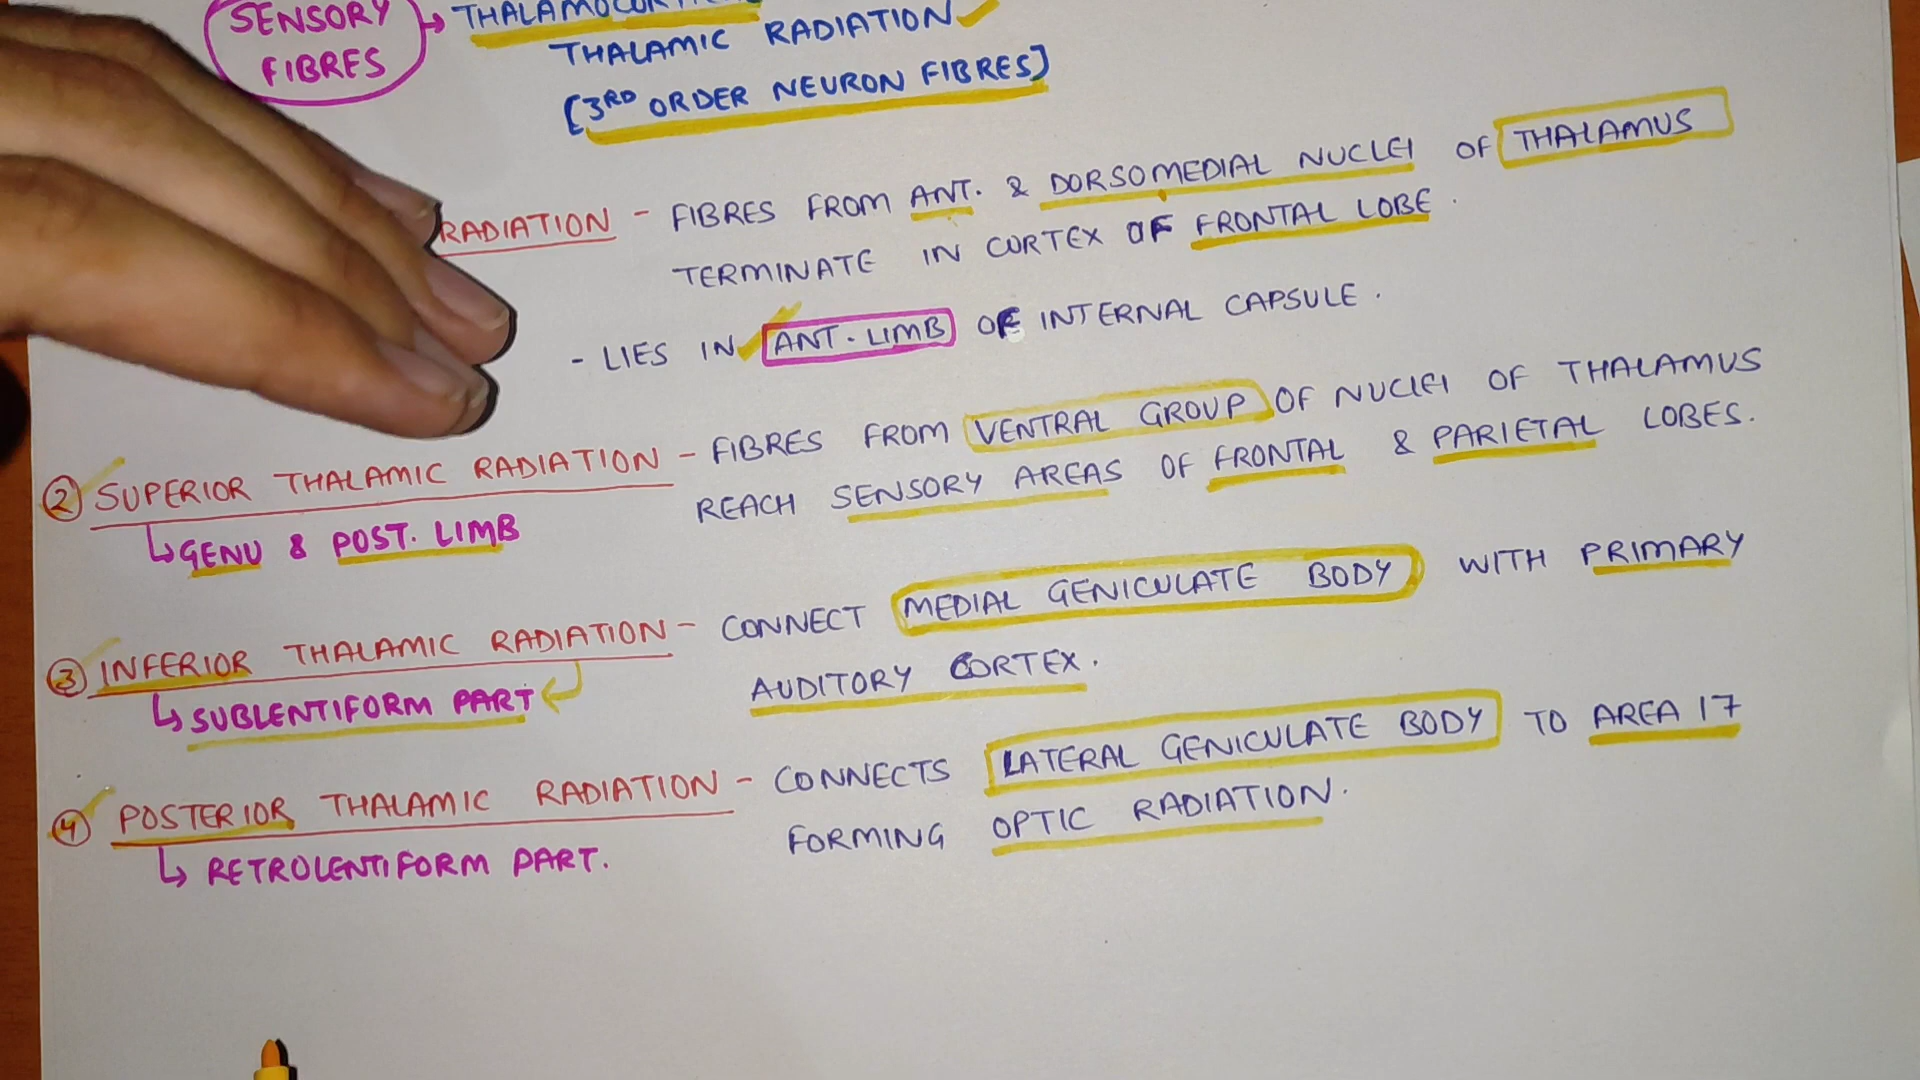 SENSORY
FIBRES
THALAMIC RADIATION
[3RD ORDER NEURON FIBRES]
RADIATION - FIBRES FROM ANT. & DORSOMEDIAL NUCLEI OF THALAMUS
TERMINATE IN CORTEX OF FRONTAL LOBE.
- LIES IN ANT. LIMB OF INTERNAL CAPSULE.
② SUPERIOR THALAMIC RADIATION - FIBRES FROM VENTRAL GROUP OF NUCLEI OF THALAMUS
REACH SENSORY AREAS OF FRONTAL & PARIETAL LOBES.
↳ GENU & POST. LIMB
③ INFERIOR THALAMIC RADIATION - CONNECT MEDIAL GENICULATE BODY WITH PRIMARY
AUDITORY CORTEX.
↳ SUBLENTIFORM PART
④ POSTERIOR THALAMIC RADIATION - CONNECTS LATERAL GENICULATE BODY TO AREA 17
FORMING OPTIC RADIATION.
↳ RETROLENTIFORM PART.